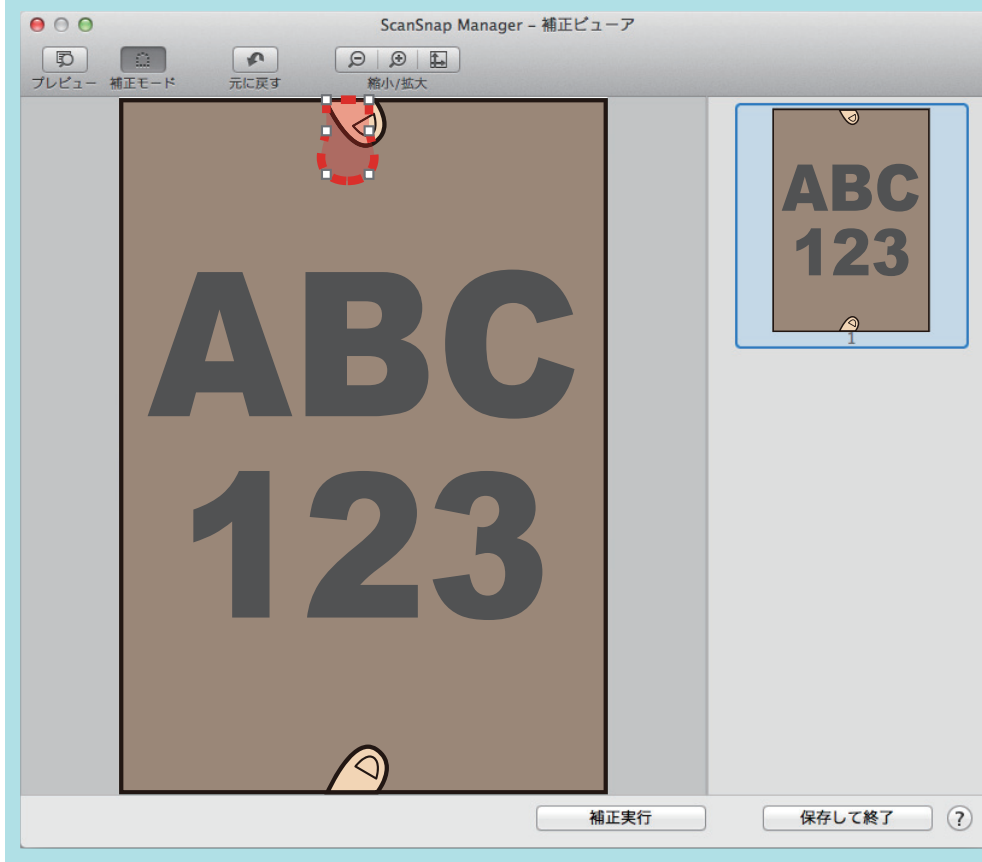 ScanSnap Manager – 補正ビューア
プレビュー 補正モード 元に戻す 縮小/拡大
ABC
123
ABC
123
1
補正実行 保存して終了 ?